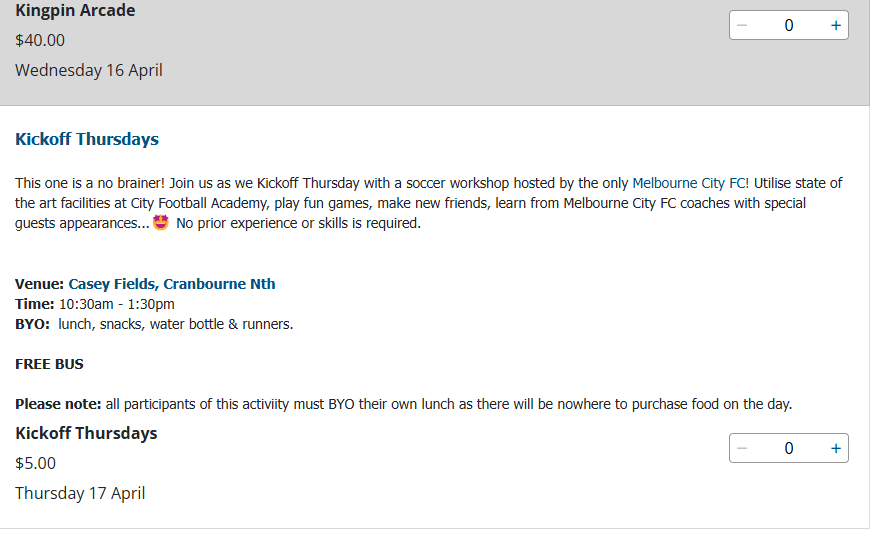 Kingpin Arcade
$40.00
Wednesday 16 April
− 0 +
Kickoff Thursdays
This one is a no brainer! Join us as we Kickoff Thursday with a soccer workshop hosted by the only Melbourne City FC! Utilise state of
the art facilities at City Football Academy, play fun games, make new friends, learn from Melbourne City FC coaches with special
guests appearances...🤩 No prior experience or skills is required.
Venue: Casey Fields, Cranbourne Nth
Time: 10:30am - 1:30pm
BYO: lunch, snacks, water bottle & runners.
FREE BUS
Please note: all participants of this activiity must BYO their own lunch as there will be nowhere to purchase food on the day.
Kickoff Thursdays
$5.00
Thursday 17 April
− 0 +